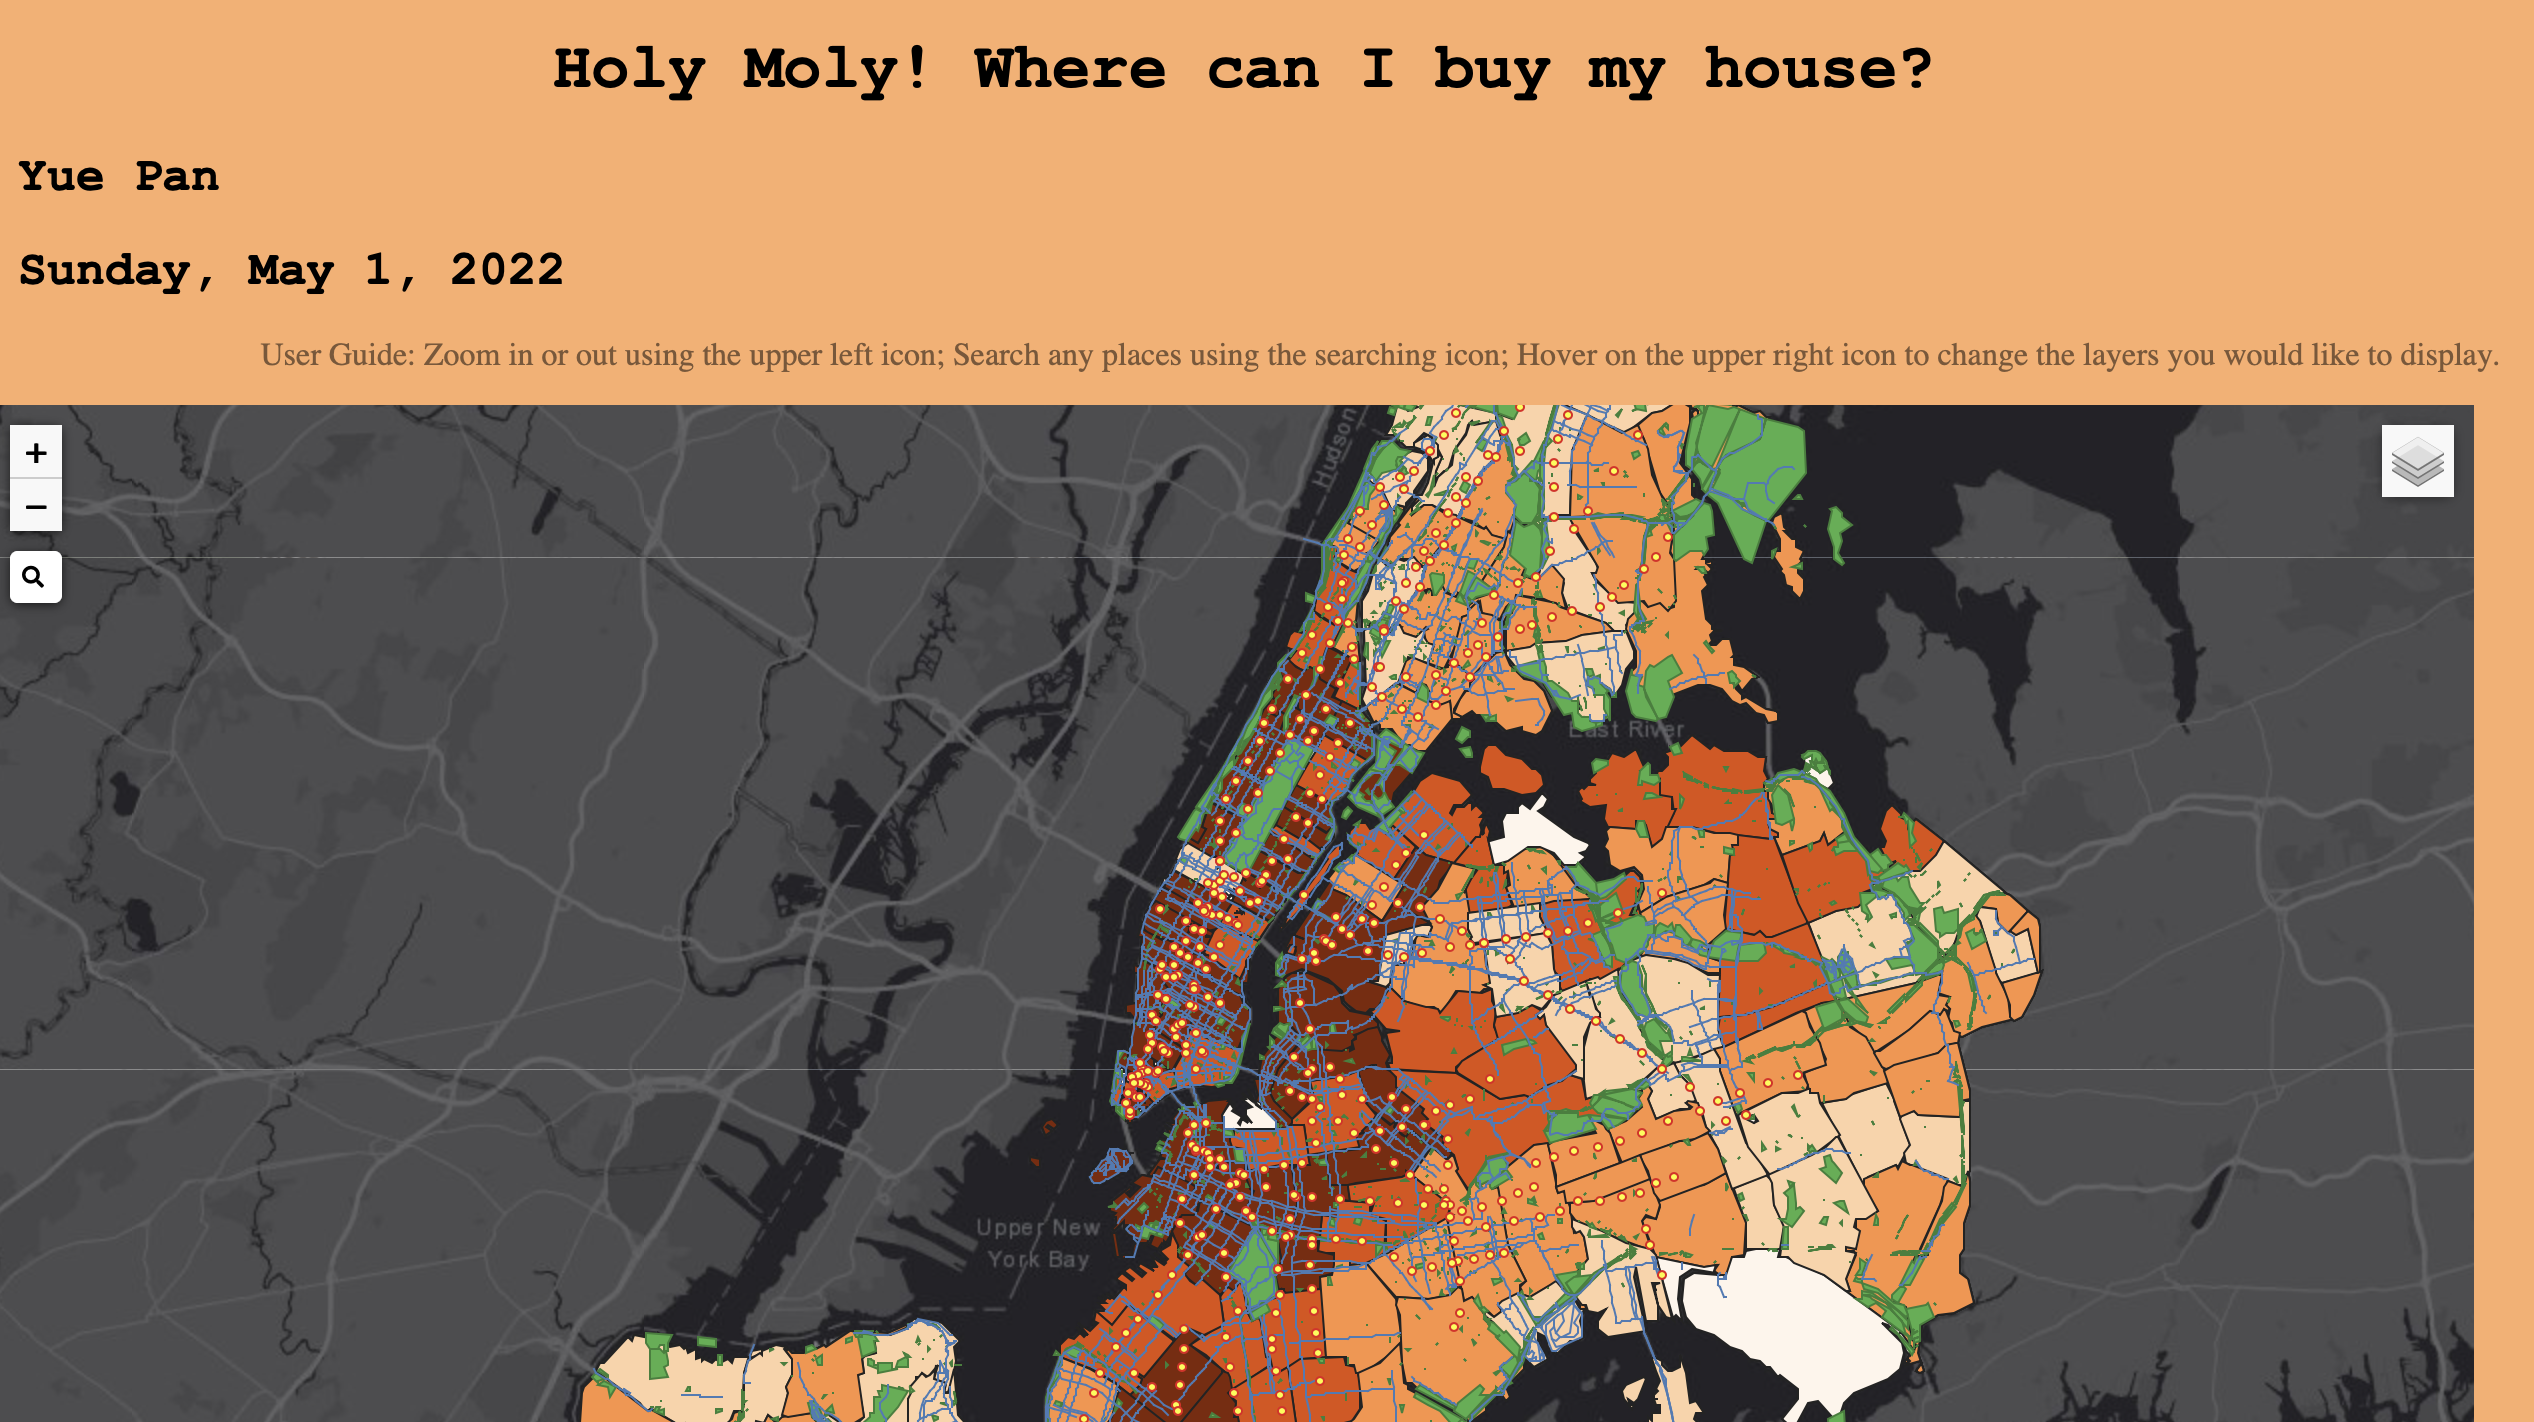 Holy Moly! Where can I buy my house?
Yue Pan
Sunday, May 1, 2022
User Guide: Zoom in or out using the upper left icon; Search any places using the searching icon; Hover on the upper right icon to change the layers you would like to display.
+
−
Hudson
East River
Upper New
York Bay